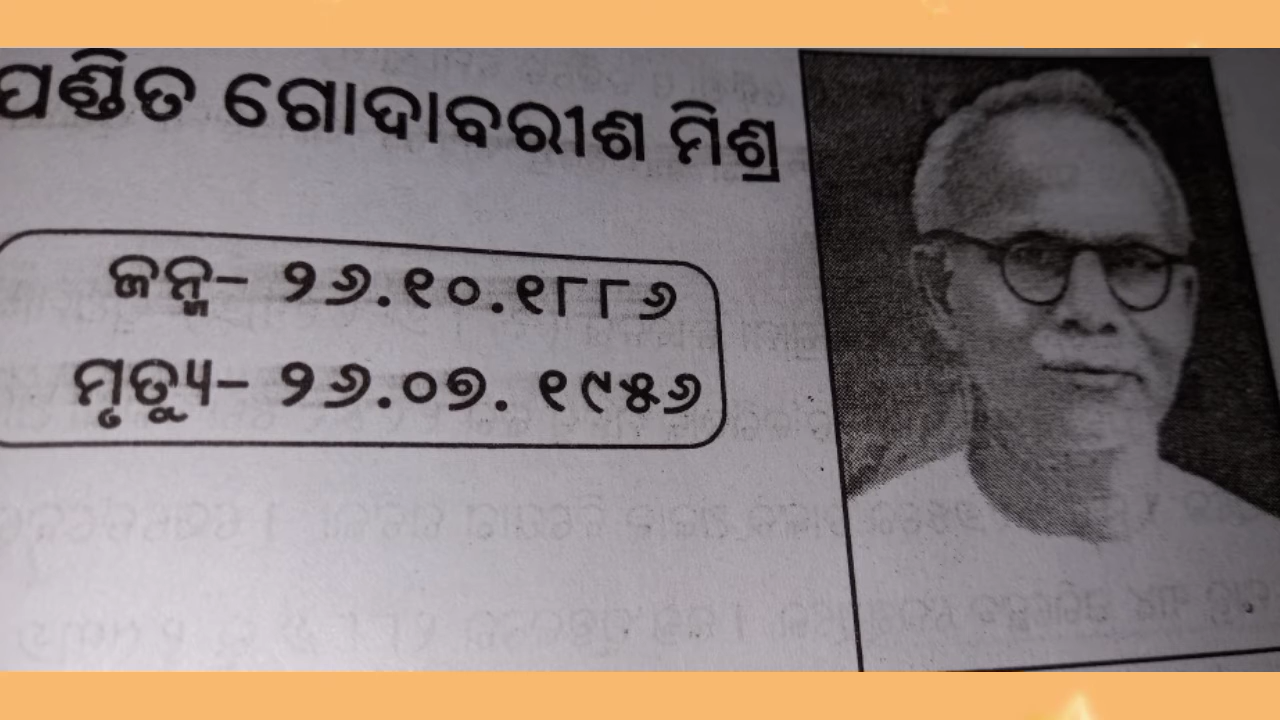 ପଣ୍ଡିତ ଗୋଦାବରୀଶ ମିଶ୍ର
ଜନ୍ମ- ୨୬.୧୦.୧୮୮୬
ମୃତ୍ୟୁ- ୨୬.୦୭. ୧୯୫୬